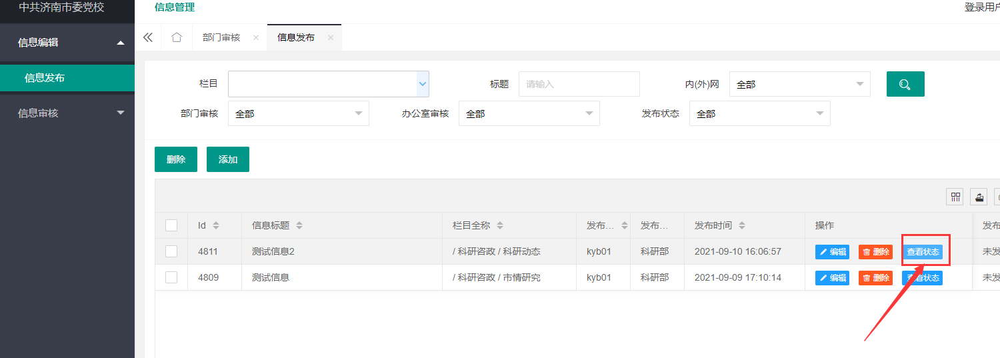 中共济南市委党校
信息管理
登录用户
信息编辑
部门审核
信息发布
信息发布
信息审核
栏目
标题
请输入
内(外)网
全部
部门审核
全部
办公室审核
全部
发布状态
全部
删除
添加
Id
信息标题
栏目全称
发布...
发布...
发布时间
操作
发布
4811
测试信息2
/ 科研咨政 / 科研动态
kyb01
科研部
2021-09-10 16:06:57
编辑
删除
查看状态
未发
4809
测试信息
/ 科研咨政 / 市情研究
kyb01
科研部
2021-09-09 17:10:14
编辑
删除
查看状态
未发